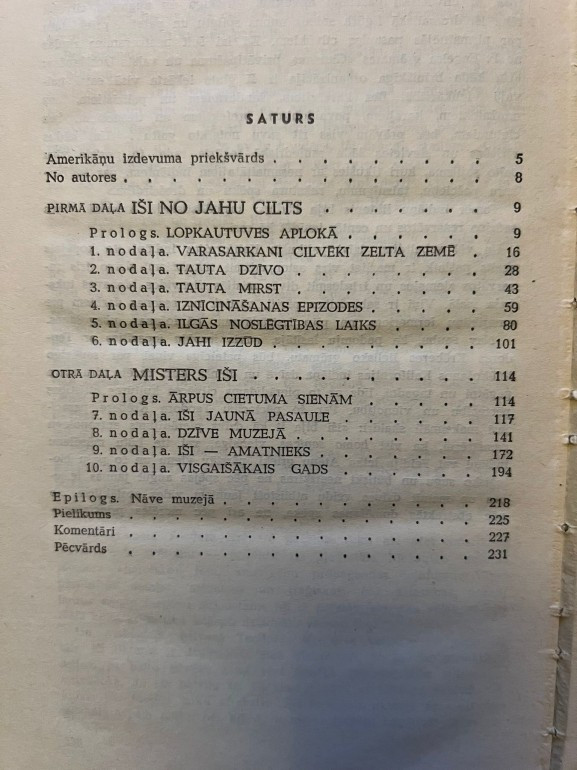 SATURS
Amerikāņu izdevuma priekšvārds . . . . . . . . . 5
No autores . . . . . . . . . . . . . . 8
PIRMĀ DAĻA IŠI NO JAHU CILTS . . . . . . . 9
Prologs. LOPKAUTUVES APLOKĀ . . . . . . 9
1. nodaļa. VARASARKANI CILVĒKI ZELTA ZEMĒ . 16
2. nodaļa. TAUTA DZĪVO . . . . . . . . 28
3. nodaļa. TAUTA MIRST . . . . . . . . 43
4. nodaļa. IZNĪCINĀŠANAS EPIZODES . . . . . 59
5. nodaļa. ILGĀS NOSLĒGTĪBAS LAIKS . . . . 80
6. nodaļa. JAHI IZZŪD . . . . . . . . 101
OTRĀ DAĻA MISTERS IŠI . . . . . . . . . . 114
Prologs. ĀRPUS CIETUMA SIENĀM . . . . . 114
7. nodaļa. IŠI JAUNĀ PASAULĒ . . . . . . 117
8. nodaļa. DZĪVE MUZEJĀ . . . . . . . . 141
9. nodaļa. IŠI — AMATNIEKS . . . . . . 172
10. nodaļa. VISGAIŠĀKAIS GADS . . . . . 194
Epilogs. Nāve muzejā . . . . . . . . . . 218
Pielikums . . . . . . . . . . . . . 225
Komentāri . . . . . . . . . . . . . 227
Pēcvārds . . . . . . . . . . . . . 231